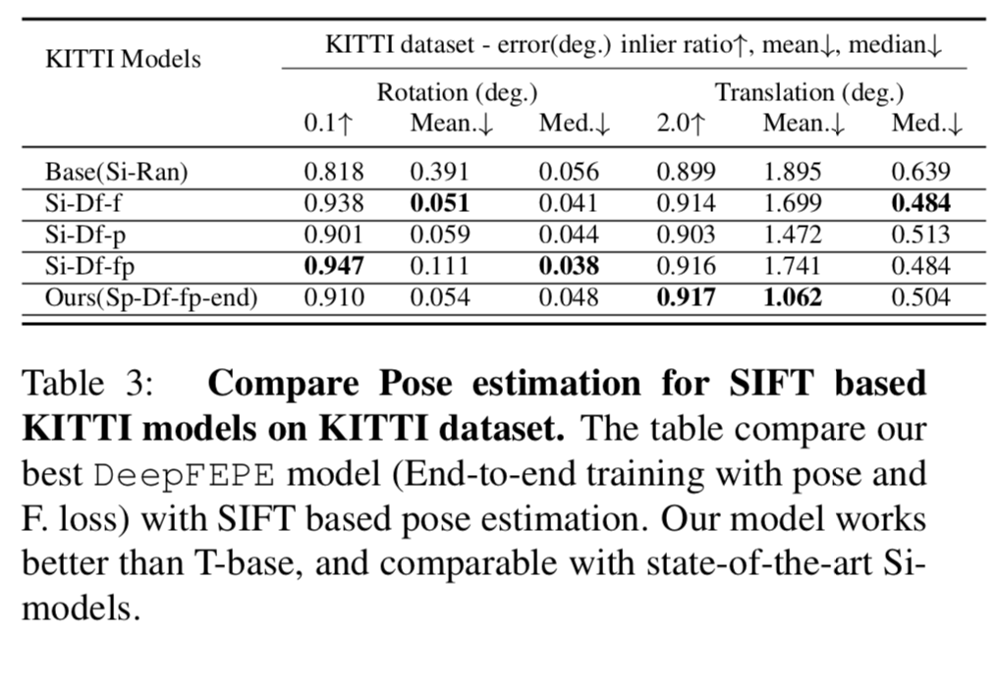 KITTI Models
KITTI dataset - error(deg.) inlier ratio↑, mean↓, median↓
Rotation (deg.) Translation (deg.)
0.1↑ Mean.↓ Med.↓ 2.0↑ Mean.↓ Med.↓
Base(Si-Ran) 0.818 0.391 0.056 0.899 1.895 0.639
Si-Df-f 0.938 0.051 0.041 0.914 1.699 0.484
Si-Df-p 0.901 0.059 0.044 0.903 1.472 0.513
Si-Df-fp 0.947 0.111 0.038 0.916 1.741 0.484
Ours(Sp-Df-fp-end) 0.910 0.054 0.048 0.917 1.062 0.504
Table 3: Compare Pose estimation for SIFT based
KITTI models on KITTI dataset. The table compare our
best DeepFEPE model (End-to-end training with pose and
F. loss) with SIFT based pose estimation. Our model works
better than T-base, and comparable with state-of-the-art Si-
models.